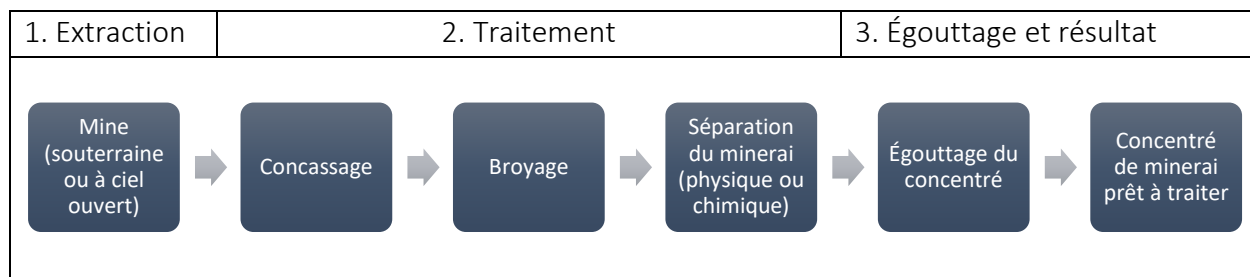 1. Extraction
2. Traitement
3. Égouttage et résultat
Mine
(souterraine
ou à ciel
ouvert)
Concassage
Broyage
Séparation
du minerai
(physique ou
chimique)
Égouttage du
concentré
Concentré
de minerai
prêt à traiter